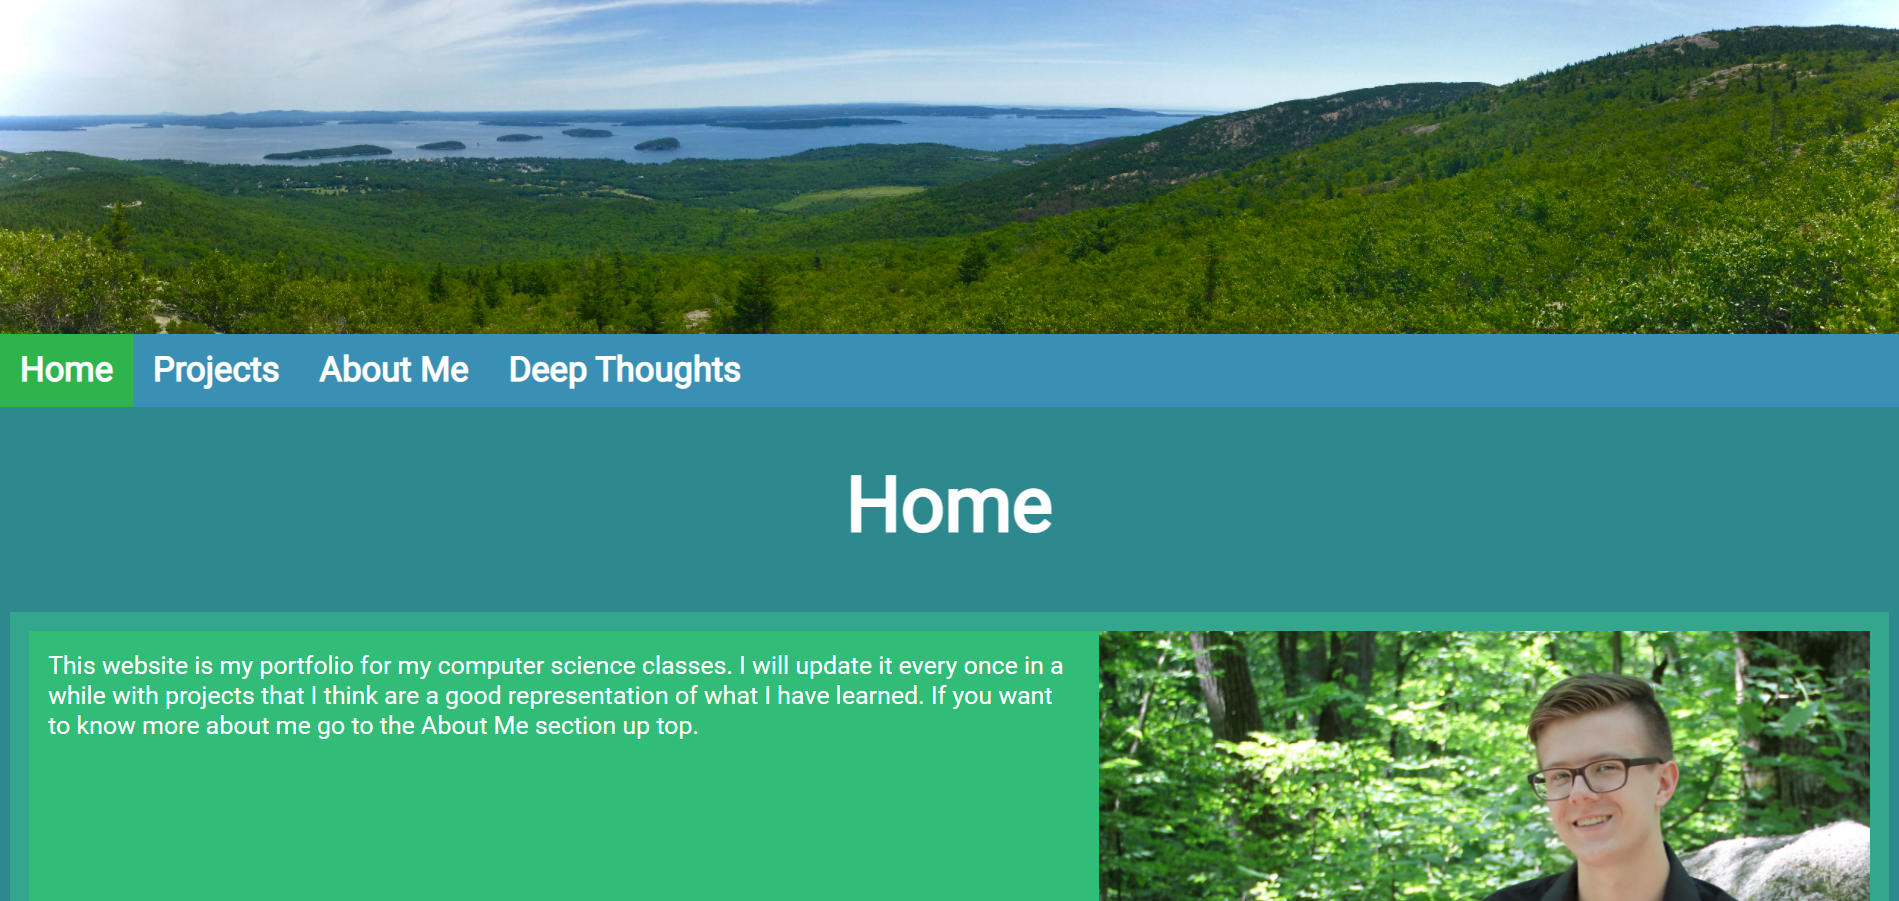 Home Projects About Me Deep Thoughts
Home
This website is my portfolio for my computer science classes. I will update it every once in a
while with projects that I think are a good representation of what I have learned. If you want
to know more about me go to the About Me section up top.